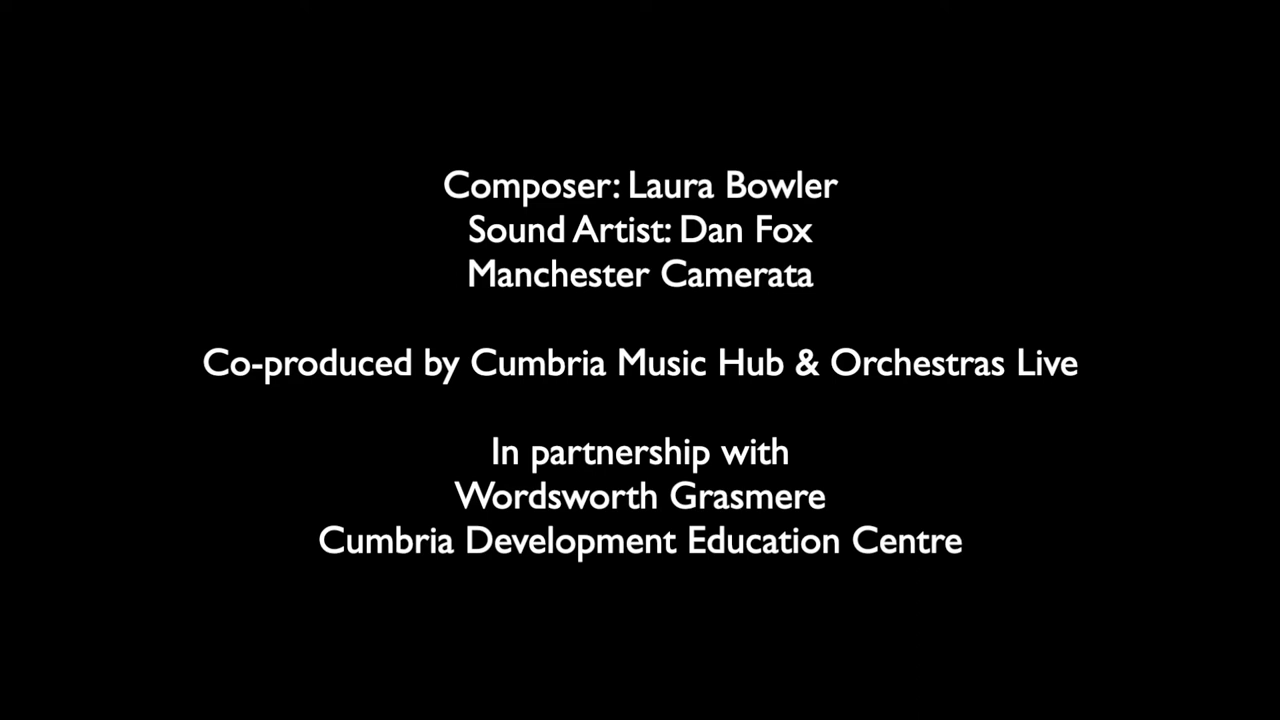 Composer: Laura Bowler
Sound Artist: Dan Fox
Manchester Camerata
Co-produced by Cumbria Music Hub & Orchestras Live
In partnership with
Wordsworth Grasmere
Cumbria Development Education Centre